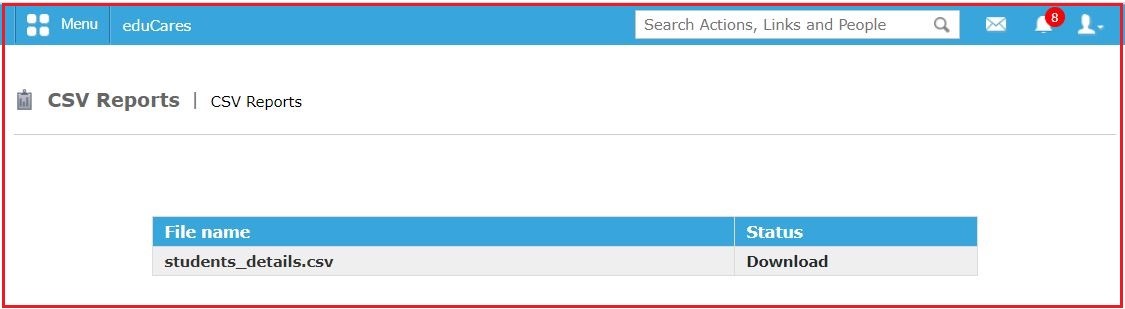 Menu eduCares Search Actions, Links and People 8
CSV Reports | CSV Reports
File name Status
students_details.csv Download